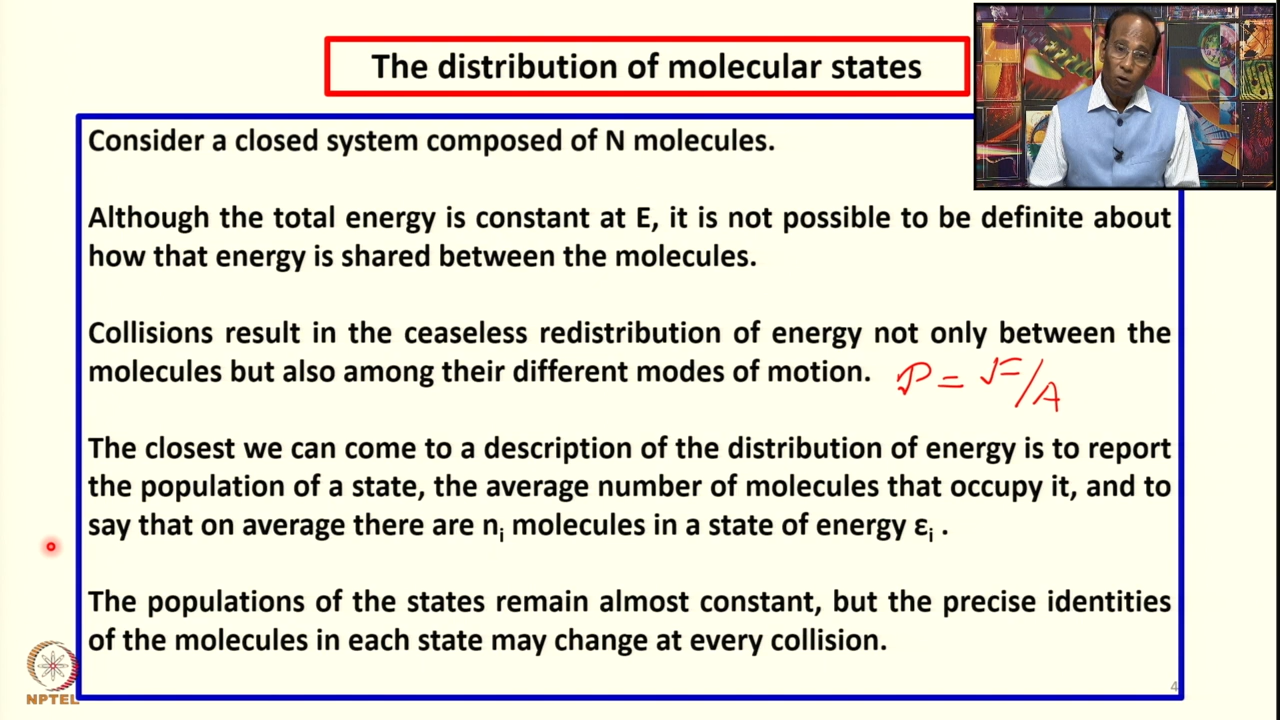 The distribution of molecular states
Consider a closed system composed of N molecules.
Although the total energy is constant at E, it is not possible to be definite about
how that energy is shared between the molecules.
Collisions result in the ceaseless redistribution of energy not only between the
molecules but also among their different modes of motion. P = F/A
The closest we can come to a description of the distribution of energy is to report
the population of a state, the average number of molecules that occupy it, and to
say that on average there are nᵢ molecules in a state of energy εᵢ .
The populations of the states remain almost constant, but the precise identities
of the molecules in each state may change at every collision.
4
NPTEL